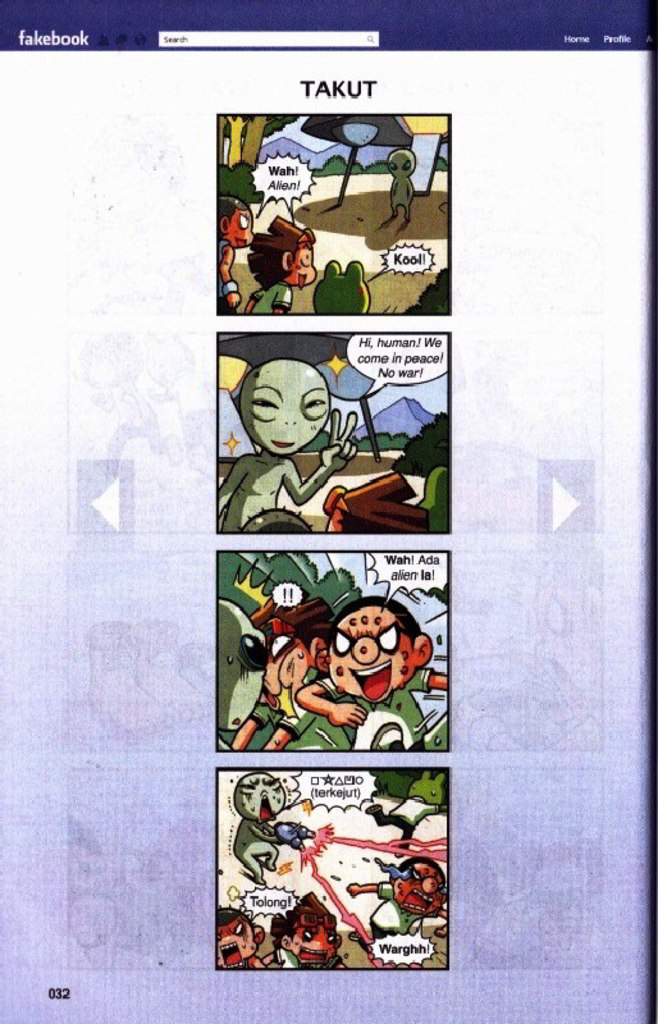 fakebook
Search
Home Profile A
TAKUT
Wah!
Alien!
Kool!
Hi, human! We
come in peace!
No war!
Wah! Ada
alien la!
!!
□☆△
(terkejut)
Tolong!
Warghh!
032